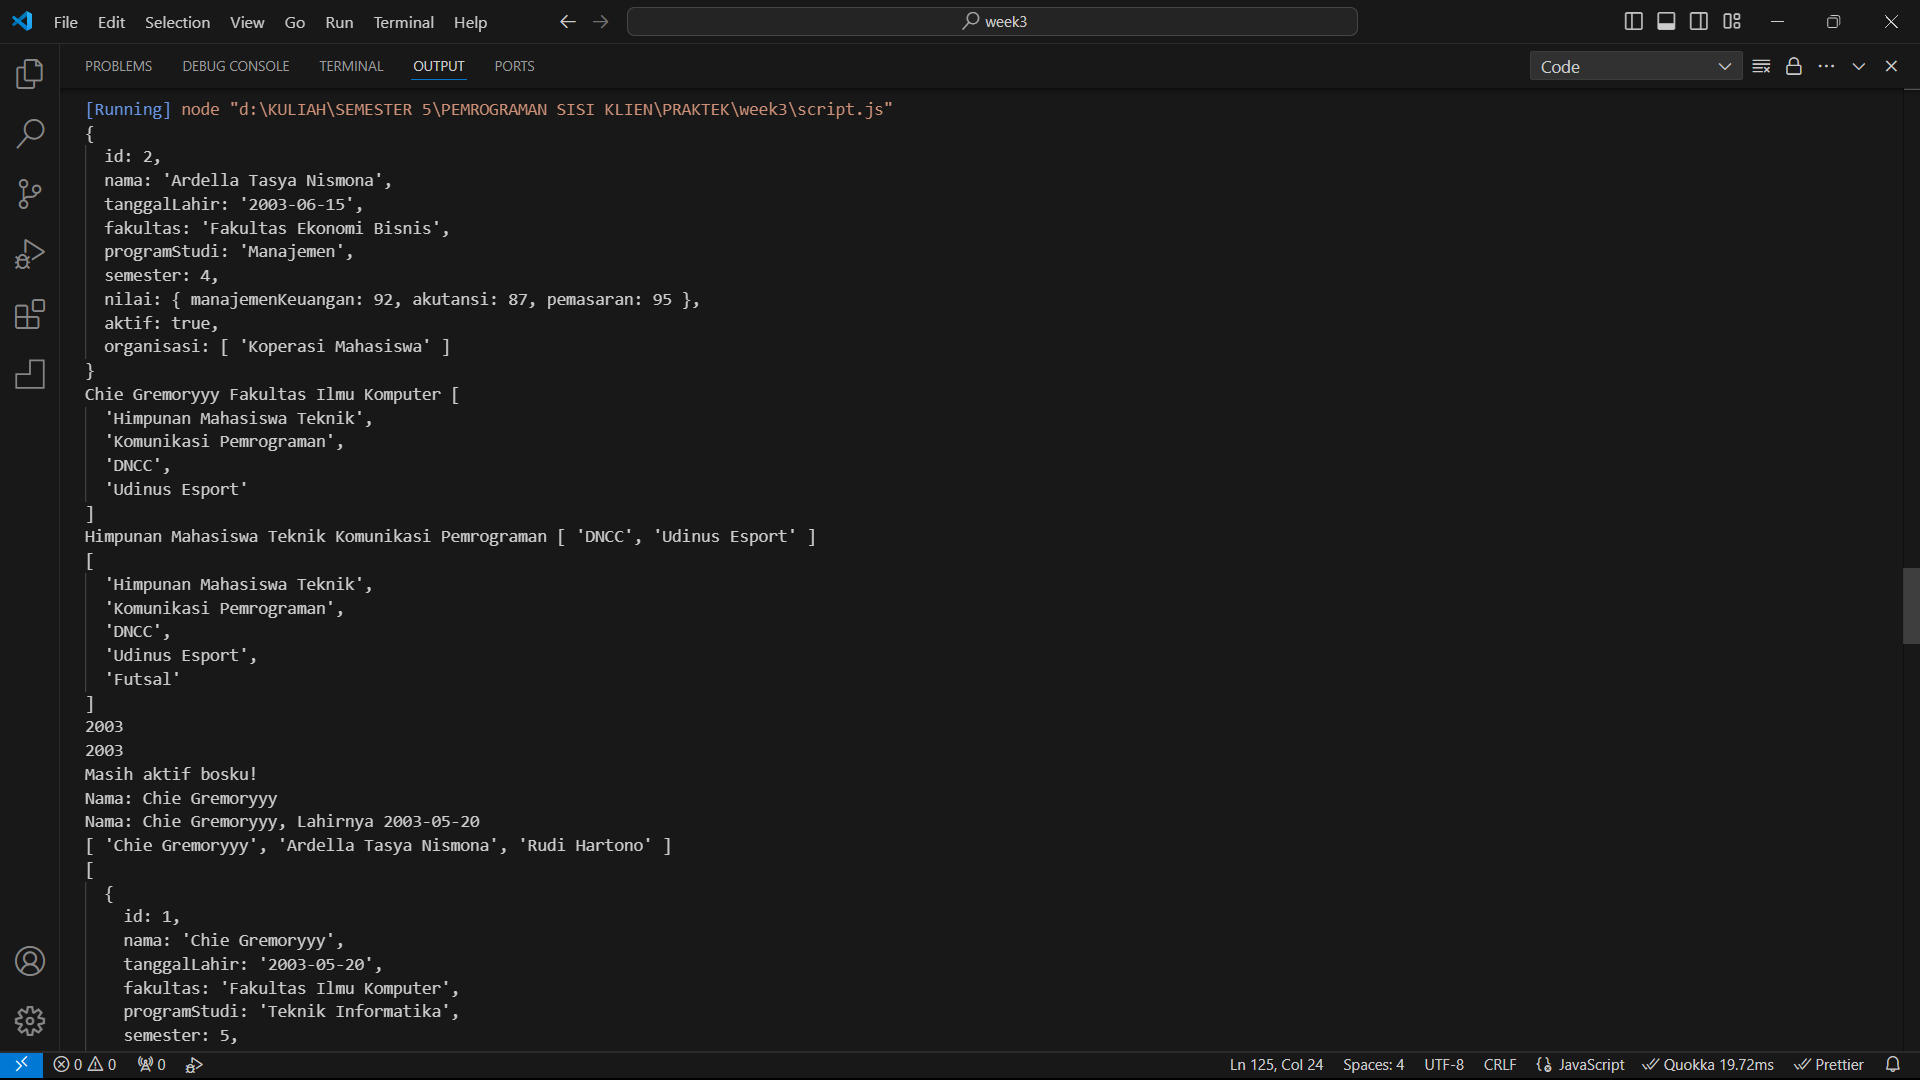 File Edit Selection View Go Run Terminal Help week3
PROBLEMS DEBUG CONSOLE TERMINAL OUTPUT PORTS Code
[Running] node "d:\KULIAH\SEMESTER 5\PEMROGRAMAN SISI KLIEN\PRAKTEK\week3\script.js"
{
id: 2,
nama: 'Ardella Tasya Nismona',
tanggalLahir: '2003-06-15',
fakultas: 'Fakultas Ekonomi Bisnis',
programStudi: 'Manajemen',
semester: 4,
nilai: { manajemenKeuangan: 92, akutansi: 87, pemasaran: 95 },
aktif: true,
organisasi: [ 'Koperasi Mahasiswa' ]
}
Chie Gremoryyy Fakultas Ilmu Komputer [
'Himpunan Mahasiswa Teknik',
'Komunikasi Pemrograman',
'DNCC',
'Udinus Esport'
]
Himpunan Mahasiswa Teknik Komunikasi Pemrograman [ 'DNCC', 'Udinus Esport' ]
[
'Himpunan Mahasiswa Teknik',
'Komunikasi Pemrograman',
'DNCC',
'Udinus Esport',
'Futsal'
]
2003
2003
Masih aktif bosku!
Nama: Chie Gremoryyy
Nama: Chie Gremoryyy, Lahirnya 2003-05-20
[ 'Chie Gremoryyy', 'Ardella Tasya Nismona', 'Rudi Hartono' ]
[
{
id: 1,
nama: 'Chie Gremoryyy',
tanggalLahir: '2003-05-20',
fakultas: 'Fakultas Ilmu Komputer',
programStudi: 'Teknik Informatika',
semester: 5,
0 0 0 Ln 125, Col 24 Spaces: 4 UTF-8 CRLF JavaScript Quokka 19.72ms Prettier